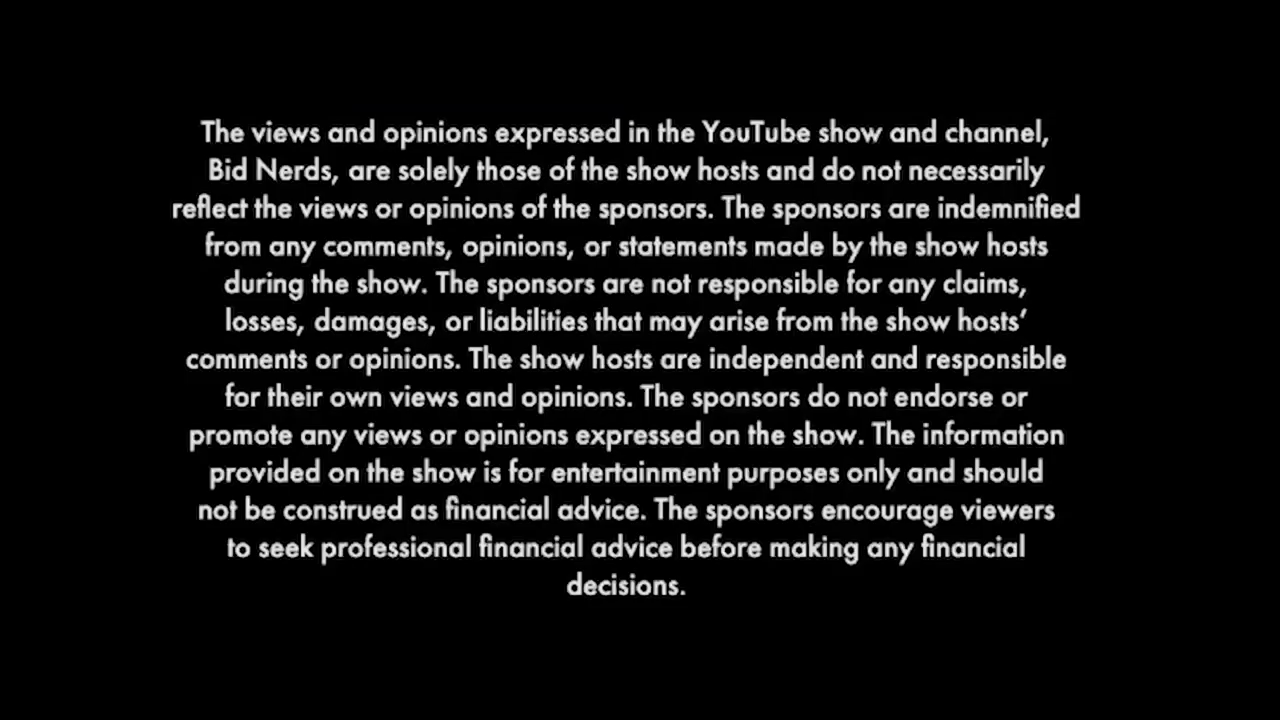 The views and opinions expressed in the YouTube show and channel,
Bid Nerds, are solely those of the show hosts and do not necessarily
reflect the views or opinions of the sponsors. The sponsors are indemnified
from any comments, opinions, or statements made by the show hosts
during the show. The sponsors are not responsible for any claims,
losses, damages, or liabilities that may arise from the show hosts’
comments or opinions. The show hosts are independent and responsible
for their own views and opinions. The sponsors do not endorse or
promote any views or opinions expressed on the show. The information
provided on the show is for entertainment purposes only and should
not be construed as financial advice. The sponsors encourage viewers
to seek professional financial advice before making any financial
decisions.